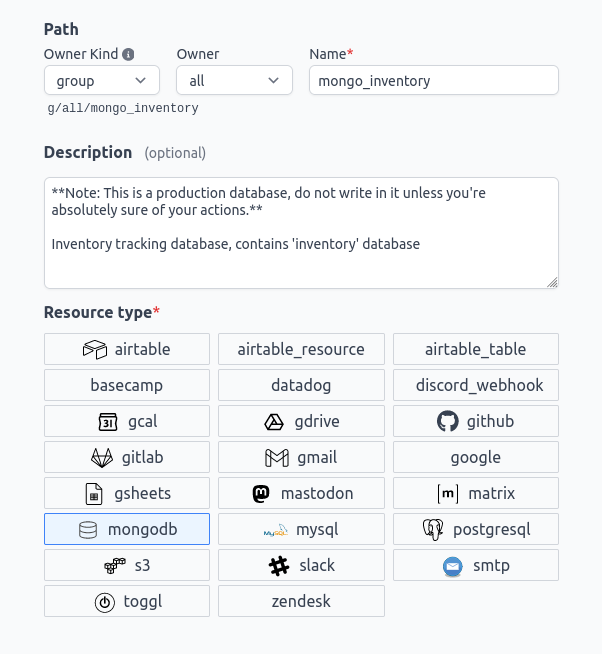 Path
Owner Kind Owner Name*
group all mongo_inventory
g/all/mongo_inventory
Description (optional)
**Note: This is a production database, do not write in it unless you're
absolutely sure of your actions.**
Inventory tracking database, contains 'inventory' database
Resource type*
airtable airtable_resource airtable_table
basecamp datadog discord_webhook
31 gcal gdrive github
gitlab gmail google
gsheets mastodon [m] matrix
mongodb MySQL mysql postgresql
s3 slack smtp
toggl zendesk